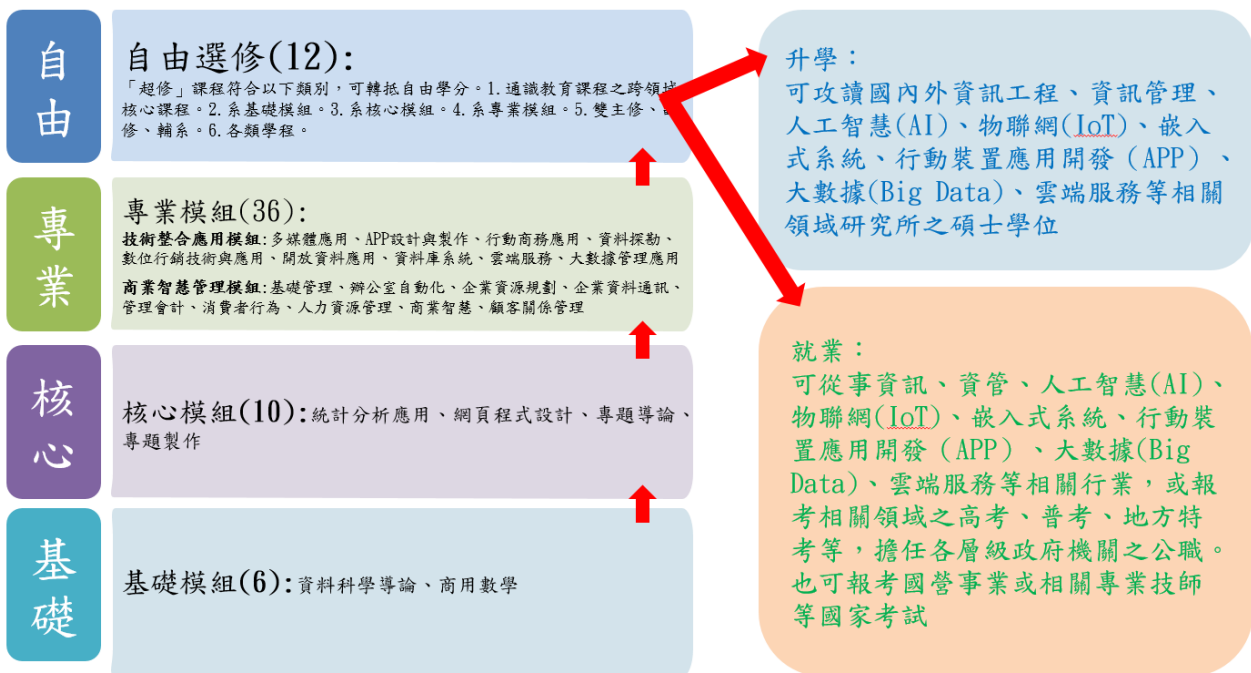 自由
自由選修(12):
「超修」課程符合以下類別，可轉抵自由學分。1.通識教育課程之跨領域
核心課程。2.系基礎模組。3.系核心模組。4.系專業模組。5.雙主修、
修、輔系。6.各類學程。
專業
專業模組(36):
技術整合應用模組:多媒體應用、APP設計與製作、行動商務應用、資料探勘、
數位行銷技術與應用、開放資料應用、資料庫系統、雲端服務、大數據管理應用
商業智慧管理模組:基礎管理、辦公室自動化、企業資源規劃、企業資料通訊、
管理會計、消費者行為、人力資源管理、商業智慧、顧客關係管理
核心
核心模組(10):統計分析應用、網頁程式設計、專題導論、
專題製作
基礎
基礎模組(6):資料科學導論、商用數學
升學：
可攻讀國內外資訊工程、資訊管理、
人工智慧(AI)、物聯網(IoT)、嵌入
式系統、行動裝置應用開發（APP）、
大數據(Big Data)、雲端服務等相關
領域研究所之碩士學位
就業：
可從事資訊、資管、人工智慧(AI)、
物聯網(IoT)、嵌入式系統、行動裝
置應用開發（APP）、大數據(Big
Data)、雲端服務等相關行業，或報
考相關領域之高考、普考、地方特
考等，擔任各層級政府機關之公職。
也可報考國營事業或相關專業技師
等國家考試